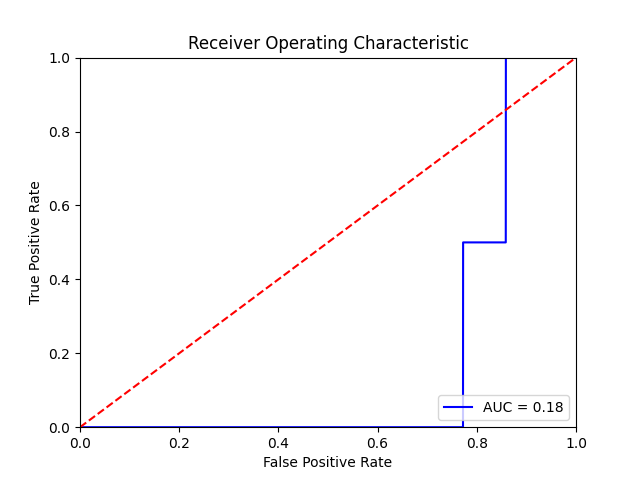 Receiver Operating Characteristic
1.0
0.8
0.6
0.4
0.2
0.0
True Positive Rate
AUC = 0.18
0.0 0.2 0.4 0.6 0.8 1.0
False Positive Rate